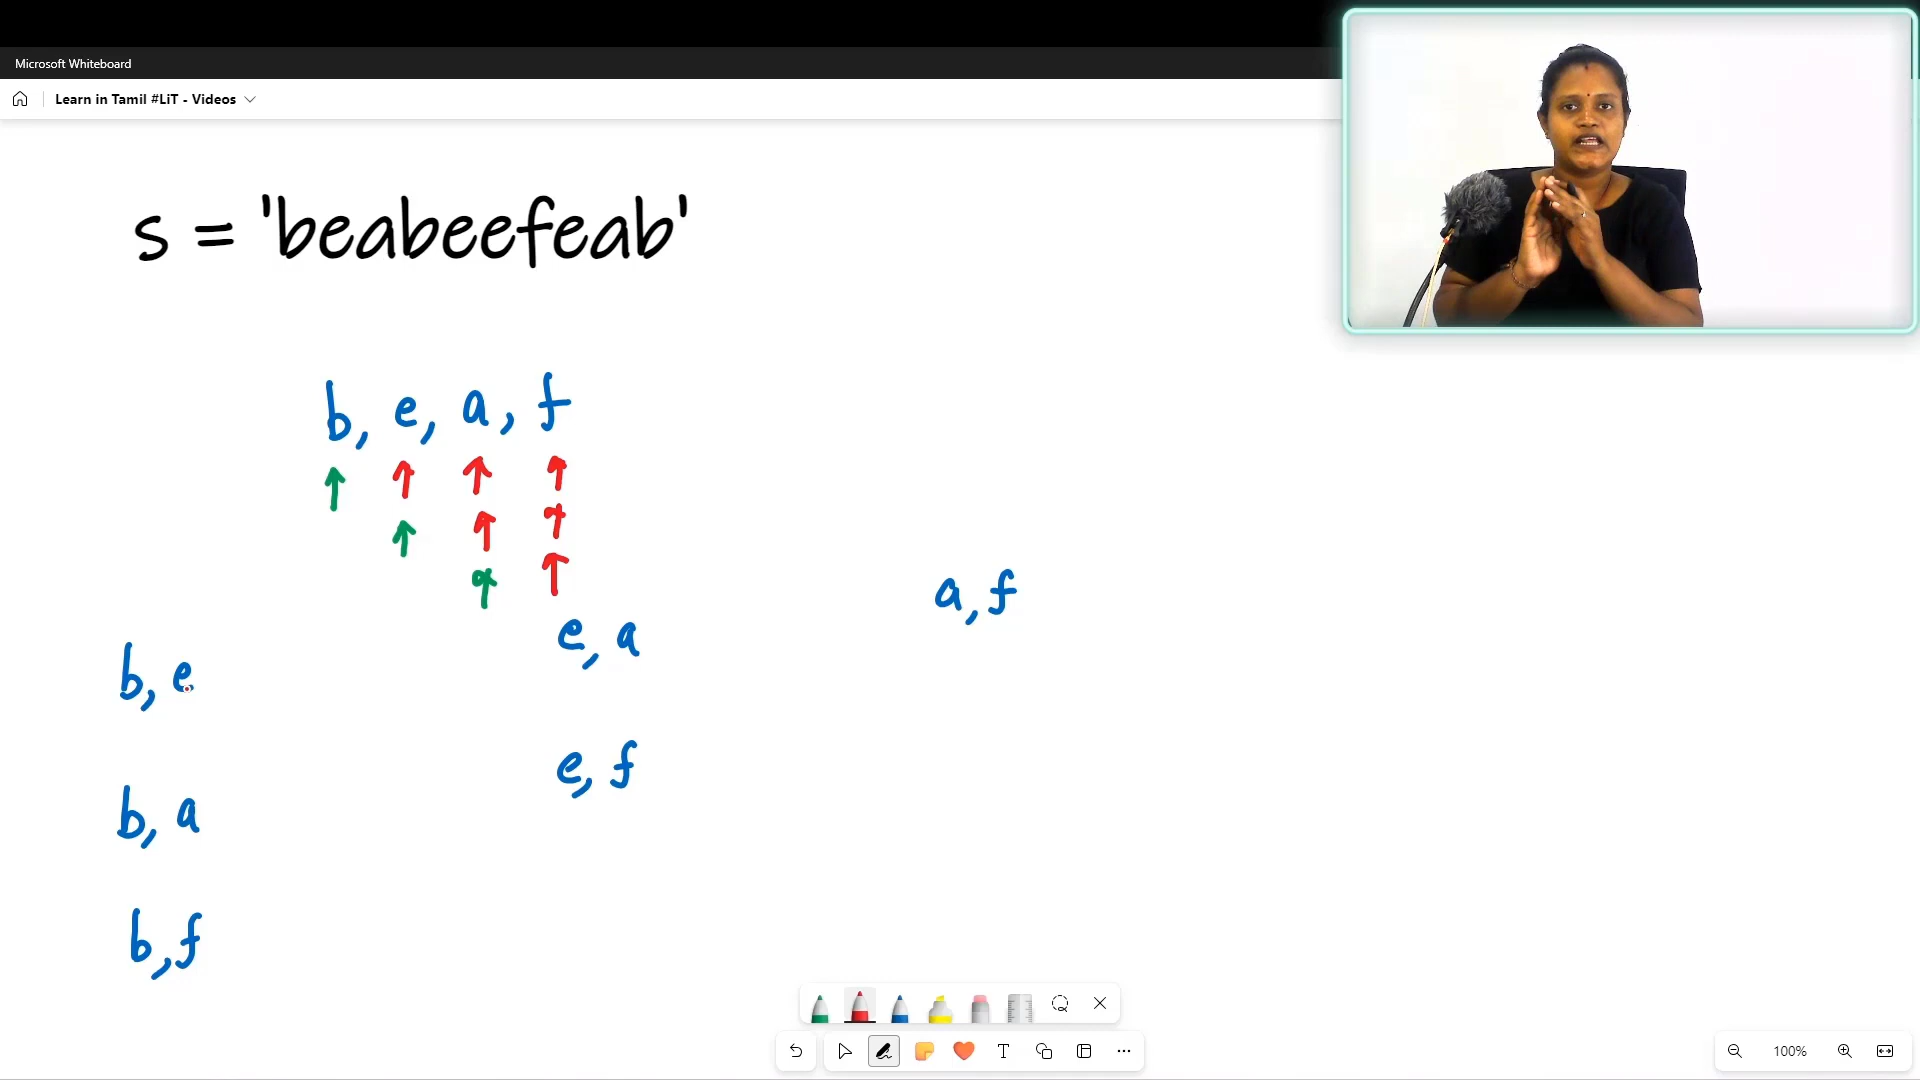 Microsoft Whiteboard
Learn in Tamil #LiT - Videos
s = 'beabeefeab'
b, e, a, f
a, f
e, a
b, e
e, f
b, a
b, f
100%